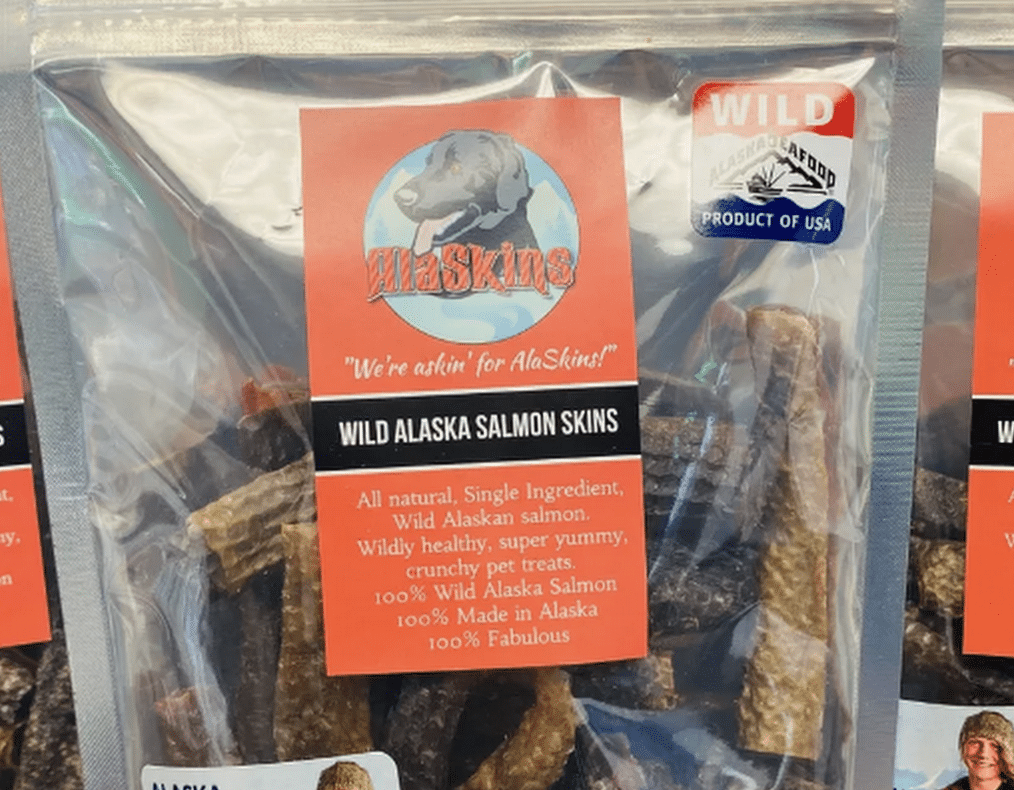 WILD
ALASKA SEAFOOD
PRODUCT OF USA
AlaSkins
"We're askin' for AlaSkins!"
WILD ALASKA SALMON SKINS
All natural, Single Ingredient,
Wild Alaskan salmon.
Wildly healthy, super yummy,
crunchy pet treats.
100% Wild Alaska Salmon
100% Made in Alaska
100% Fabulous
ALASKA